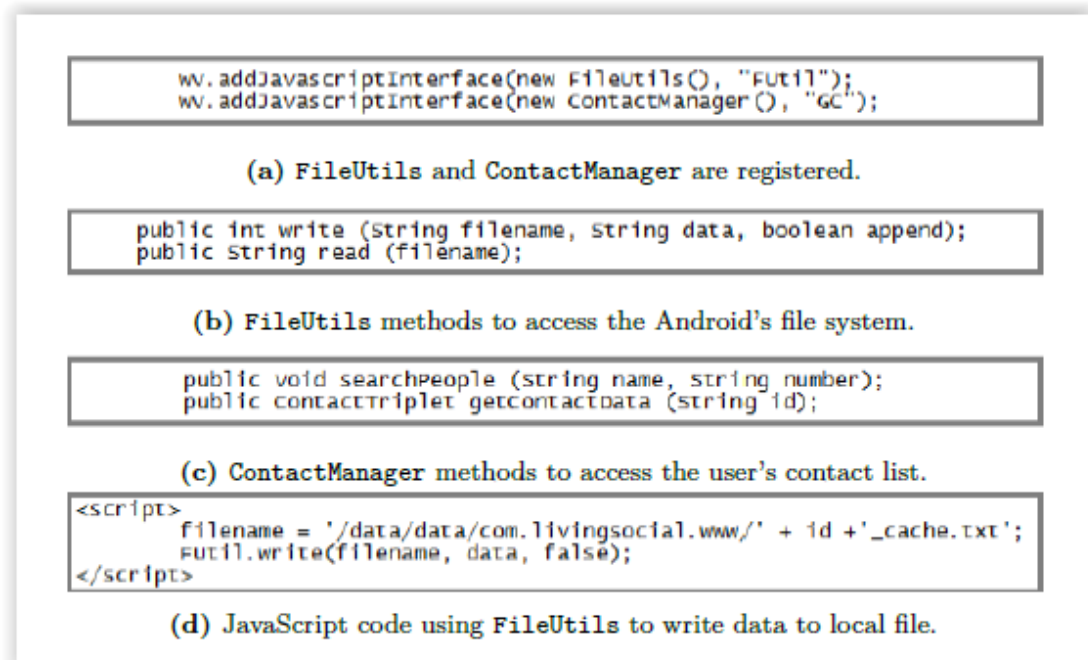 wv.addJavascriptInterface(new FileUtils(), "FUtil");
wv.addJavascriptInterface(new ContactManager(), "GC");
(a) FileUtils and ContactManager are registered.
public int write (String filename, String data, boolean append);
public String read (filename);
(b) FileUtils methods to access the Android's file system.
public void searchPeople (String name, String number);
public ContactTriplet getContactData (String id);
(c) ContactManager methods to access the user's contact list.
<script>
filename = '/data/data/com.livingsocial.www/' + id +'_cache.txt';
FUtil.write(filename, data, false);
</script>
(d) JavaScript code using FileUtils to write data to local file.